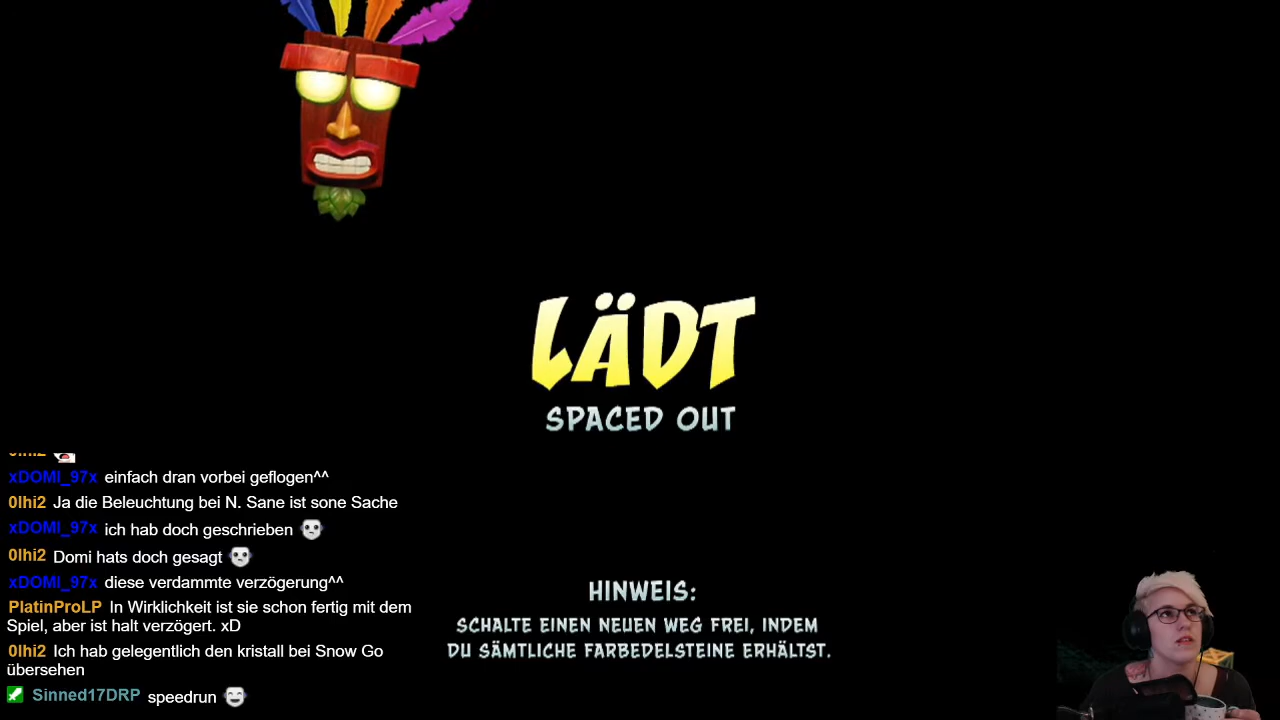 LÄDT
SPACED OUT
xDOMI_97x einfach dran vorbei geflogen^^
0lhi2 Ja die Beleuchtung bei N. Sane ist sone Sache
xDOMI_97x ich hab doch geschrieben
0lhi2 Domi hats doch gesagt
xDOMI_97x diese verdammte verzögerung^^
PlatinProLP In Wirklichkeit ist sie schon fertig mit dem
Spiel, aber ist halt verzögert. xD
0lhi2 Ich hab gelegentlich den kristall bei Snow Go
übersehen
Sinned17DRP speedrun
HINWEIS:
SCHALTE EINEN NEUEN WEG FREI, INDEM
DU SÄMTLICHE FARBEDELSTEINE ERHÄLTST.